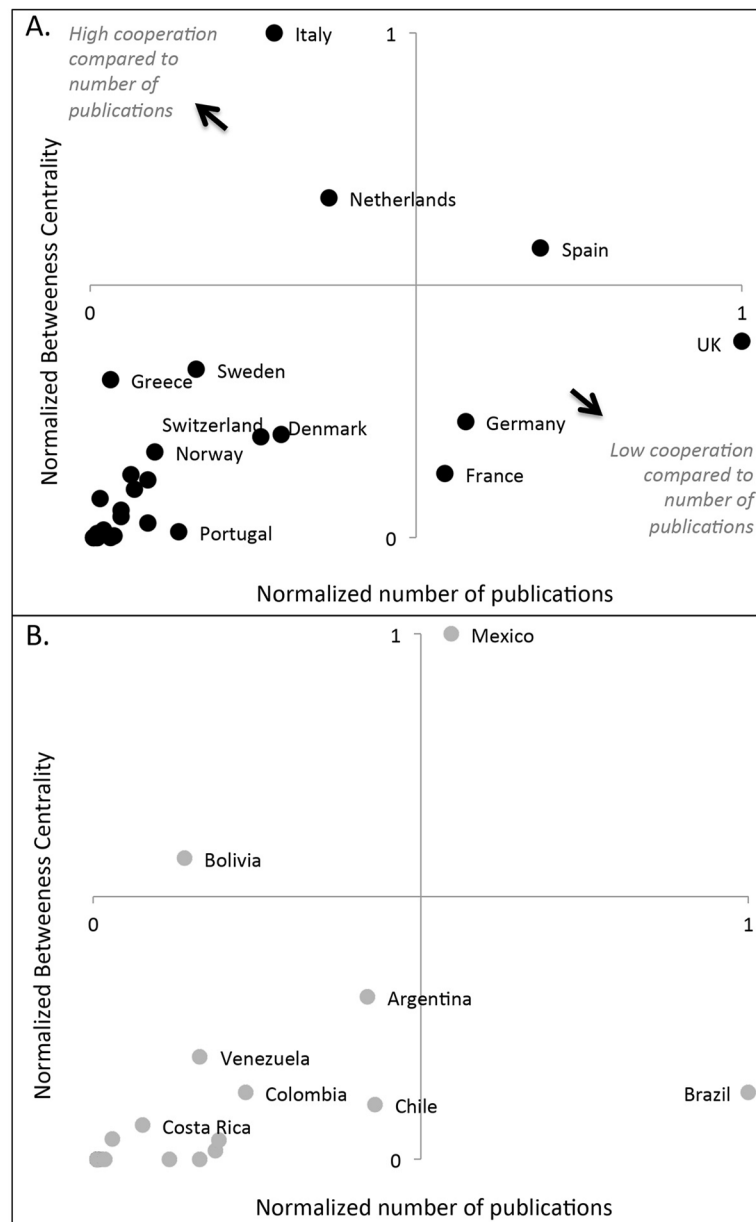 A.
High cooperation
compared to
number of
publications
Italy
1
Normalized Betweeness Centrality
Netherlands
Spain
0
1
UK
Greece
Sweden
Switzerland
Denmark
Norway
Germany
France
Low cooperation
compared to
number of
publications
Portugal
0
Normalized number of publications
B.
1
Mexico
Normalized Betweeness Centrality
Bolivia
0
1
Argentina
Venezuela
Colombia
Chile
Brazil
Costa Rica
0
Normalized number of publications